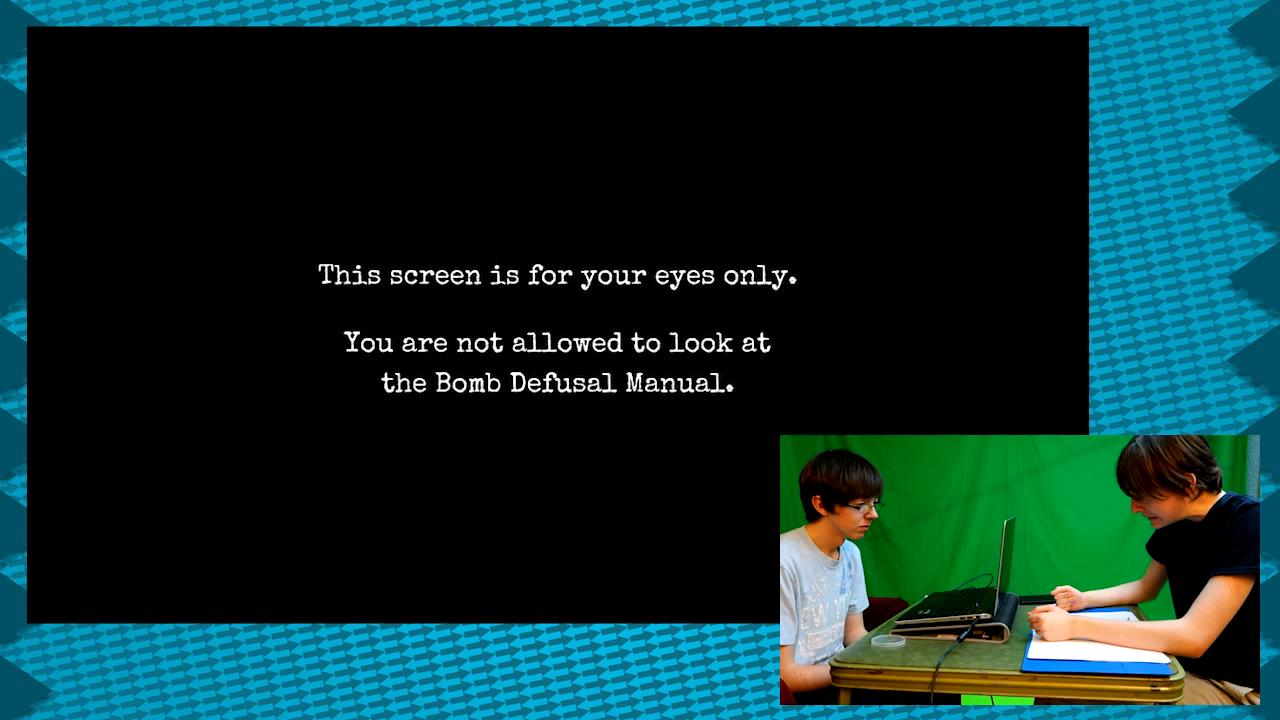 This screen is for your eyes only.
You are not allowed to look at
the Bomb Defusal Manual.